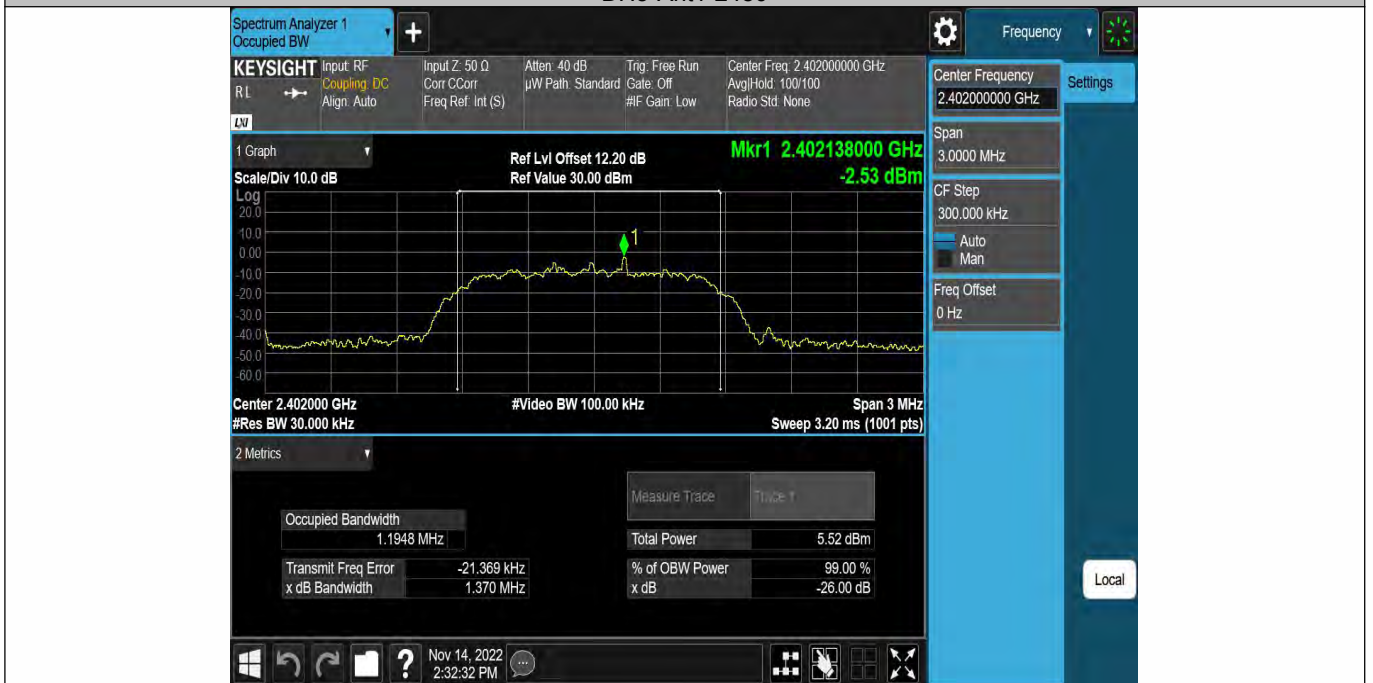 Spectrum Analyzer 1
Occupied BW
+
Frequency
KEYSIGHT
RL
LXI
Input: RF
Coupling: DC
Align: Auto
Input Z: 50 Ω
Corr CCorr
Freq Ref: Int (S)
Atten: 40 dB
µW Path: Standard
Trig: Free Run
Gate: Off
#IF Gain: Low
Center Freq: 2.402000000 GHz
Avg|Hold: 100/100
Radio Std: None
Center Frequency
2.402000000 GHz
Settings
Span
3.0000 MHz
CF Step
300.000 kHz
Auto
Man
Freq Offset
0 Hz
Local
1 Graph
Scale/Div 10.0 dB
Ref Lvl Offset 12.20 dB
Ref Value 30.00 dBm
Mkr1 2.402138000 GHz
-2.53 dBm
Log
20.0
10.0
0.00
-10.0
-20.0
-30.0
-40.0
-50.0
-60.0
1
Center 2.402000 GHz
#Res BW 30.000 kHz
#Video BW 100.00 kHz
Span 3 MHz
Sweep 3.20 ms (1001 pts)
2 Metrics
Measure Trace
Trace 1
Occupied Bandwidth
1.1948 MHz
Total Power 5.52 dBm
Transmit Freq Error -21.369 kHz
% of OBW Power 99.00 %
x dB Bandwidth 1.370 MHz
x dB -26.00 dB
?
Nov 14, 2022
2:32:32 PM